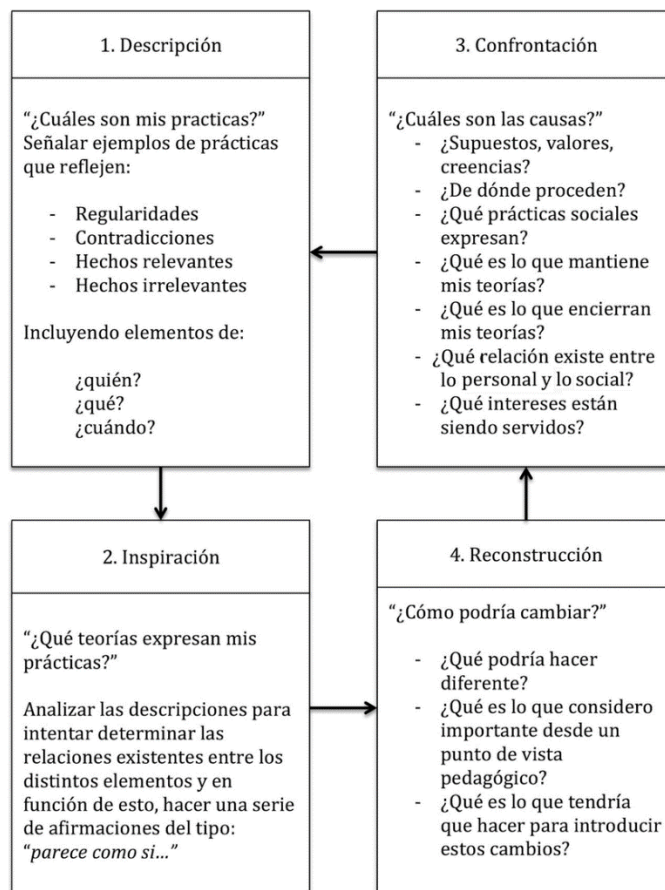 1. Descripción
“¿Cuáles son mis practicas?”
Señalar ejemplos de prácticas
que reflejen:
- Regularidades
- Contradicciones
- Hechos relevantes
- Hechos irrelevantes
Incluyendo elementos de:
¿quién?
¿qué?
¿cuándo?
3. Confrontación
“¿Cuáles son las causas?”
- ¿Supuestos, valores,
creencias?
- ¿De dónde proceden?
- ¿Qué prácticas sociales
expresan?
- ¿Qué es lo que mantiene
mis teorías?
- ¿Qué es lo que encierran
mis teorías?
- ¿Qué relación existe entre
lo personal y lo social?
- ¿Qué intereses están
siendo servidos?
2. Inspiración
“¿Qué teorías expresan mis
prácticas?”
Analizar las descripciones para
intentar determinar las
relaciones existentes entre los
distintos elementos y en
función de esto, hacer una serie
de afirmaciones del tipo:
“parece como si...”
4. Reconstrucción
“¿Cómo podría cambiar?”
- ¿Qué podría hacer
diferente?
- ¿Qué es lo que considero
importante desde un
punto de vista
pedagógico?
- ¿Qué es lo que tendría
que hacer para introducir
estos cambios?